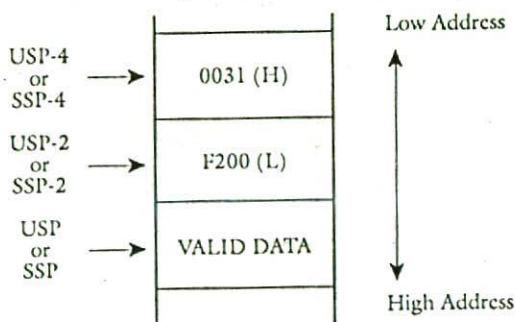 Low Address
USP-4
or
SSP-4
0031 (H)
USP-2
or
SSP-2
F200 (L)
USP
or
SSP
VALID DATA
High Address